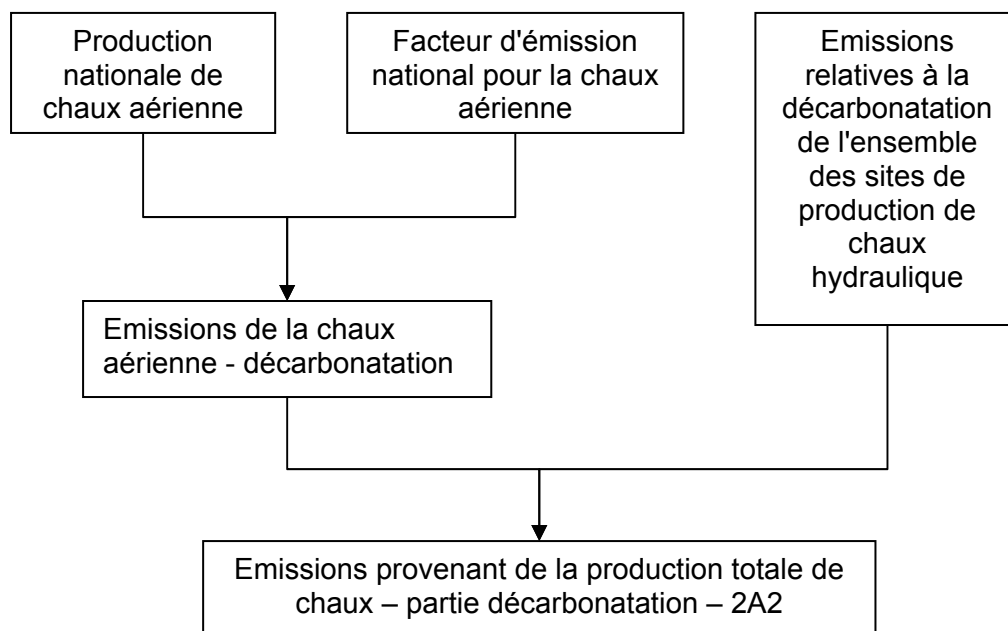 Production
nationale de
chaux aérienne
Facteur d'émission
national pour la chaux
aérienne
Emissions
relatives à la
décarbonatation
de l'ensemble
des sites de
production de
chaux
hydraulique
Emissions de la chaux
aérienne - décarbonatation
Emissions provenant de la production totale de
chaux – partie décarbonatation – 2A2